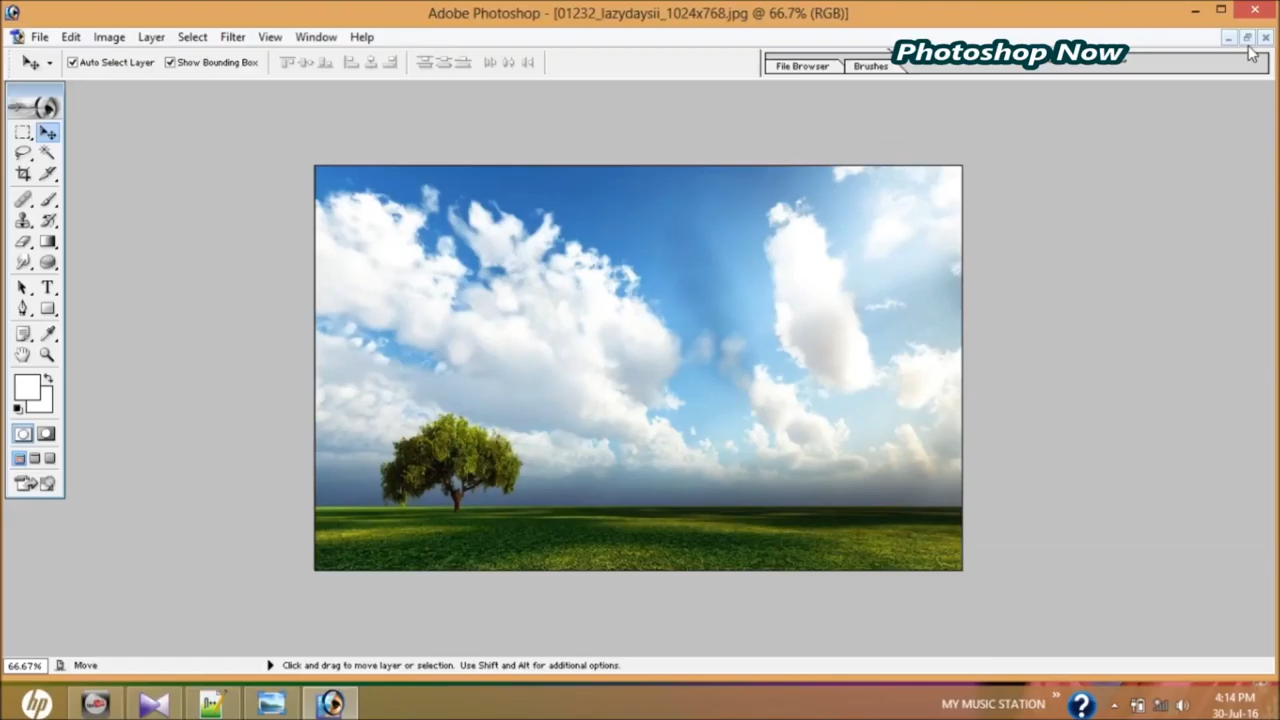 Adobe Photoshop - [01232_lazydaysii_1024x768.jpg @ 66.7% (RGB)]
File Edit Image Layer Select Filter View Window Help
Auto Select Layer Show Bounding Box
File Browser Brushes
Photoshop Now
T
66.67% Move Click and drag to move layer or selection. Use Shift and Alt for additional options.
hp
MY MUSIC STATION
4:14 PM
30-Jul-16